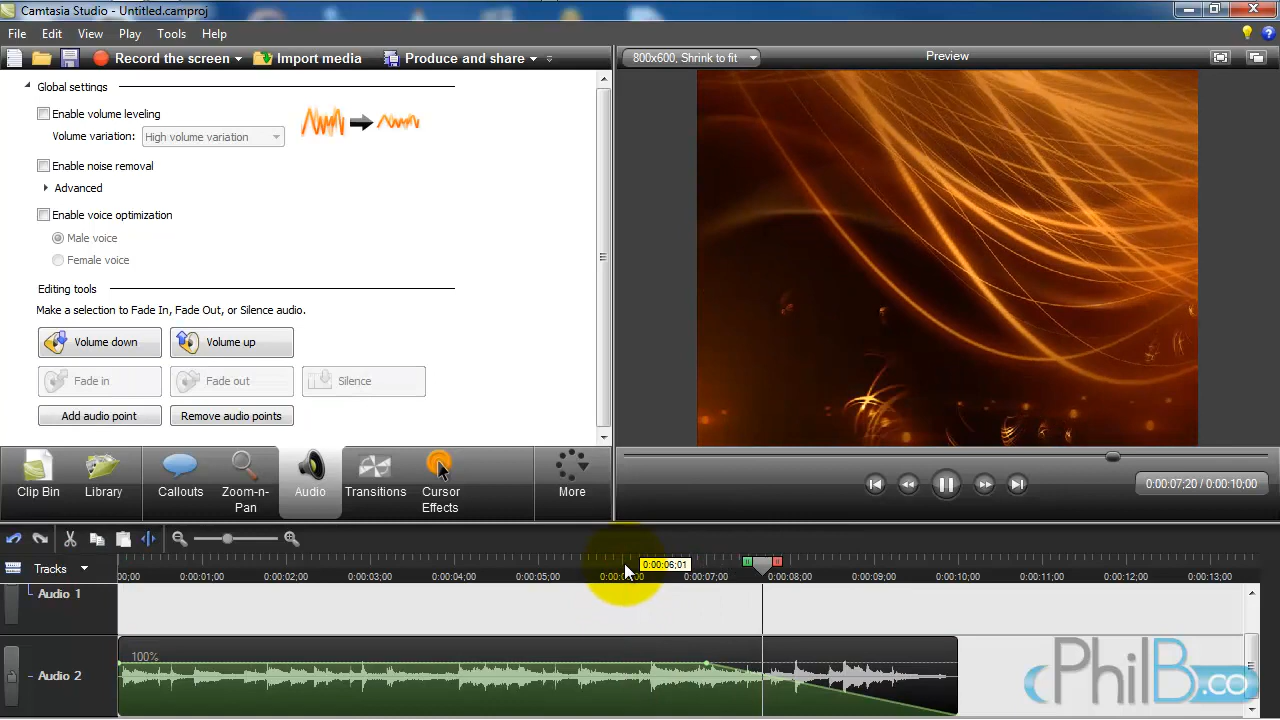 Camtasia Studio - Untitled.camproj
File Edit View Play Tools Help
Record the screen Import media Produce and share
800x600, Shrink to fit Preview
Global settings
Enable volume leveling
Volume variation: High volume variation
Enable noise removal
Advanced
Enable voice optimization
Male voice
Female voice
Editing tools
Make a selection to Fade In, Fade Out, or Silence audio.
Volume down Volume up
Fade in Fade out Silence
Add audio point Remove audio points
Clip Bin Library Callouts Zoom-n-Pan Audio Transitions Cursor Effects More
0:00:07;20 / 0:00:10;00
0:00:06;01
Tracks
00;00 0:00:01;00 0:00:02;00 0:00:03;00 0:00:04;00 0:00:05;00 0:00:07;00 0:00:08;00 0:00:09;00 0:00:10;00 0:00:11;00 0:00:12;00 0:00:13;00
Audio 1
100%
Audio 2
PhilB.co